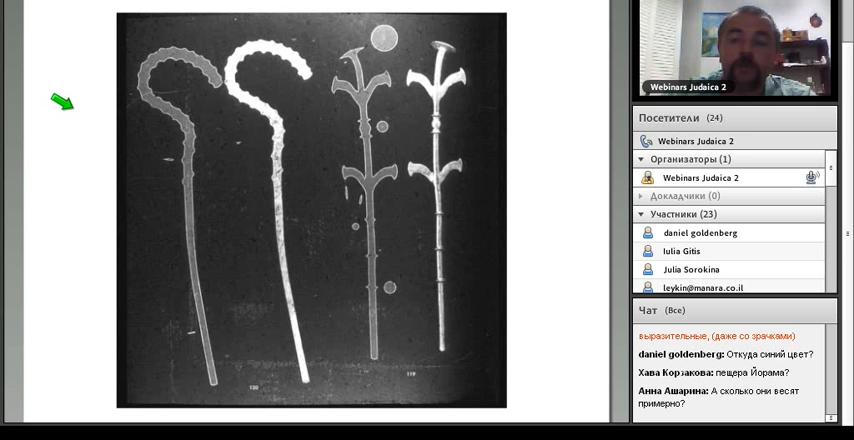 120
119
Webinars Judaica 2
Посетители (24)
Webinars Judaica 2
Организаторы (1)
Webinars Judaica 2
Докладчики (0)
Участники (23)
daniel goldenberg
Iulia Gitis
Julia Sorokina
leykin@manara.co.il
Чат (Все)
выразительные, (даже со зрачками)
daniel goldenberg: Откуда синий цвет?
Хава Корзакова: пещера Йорама?
Анна Ашарина: А сколько они весят
примерно?